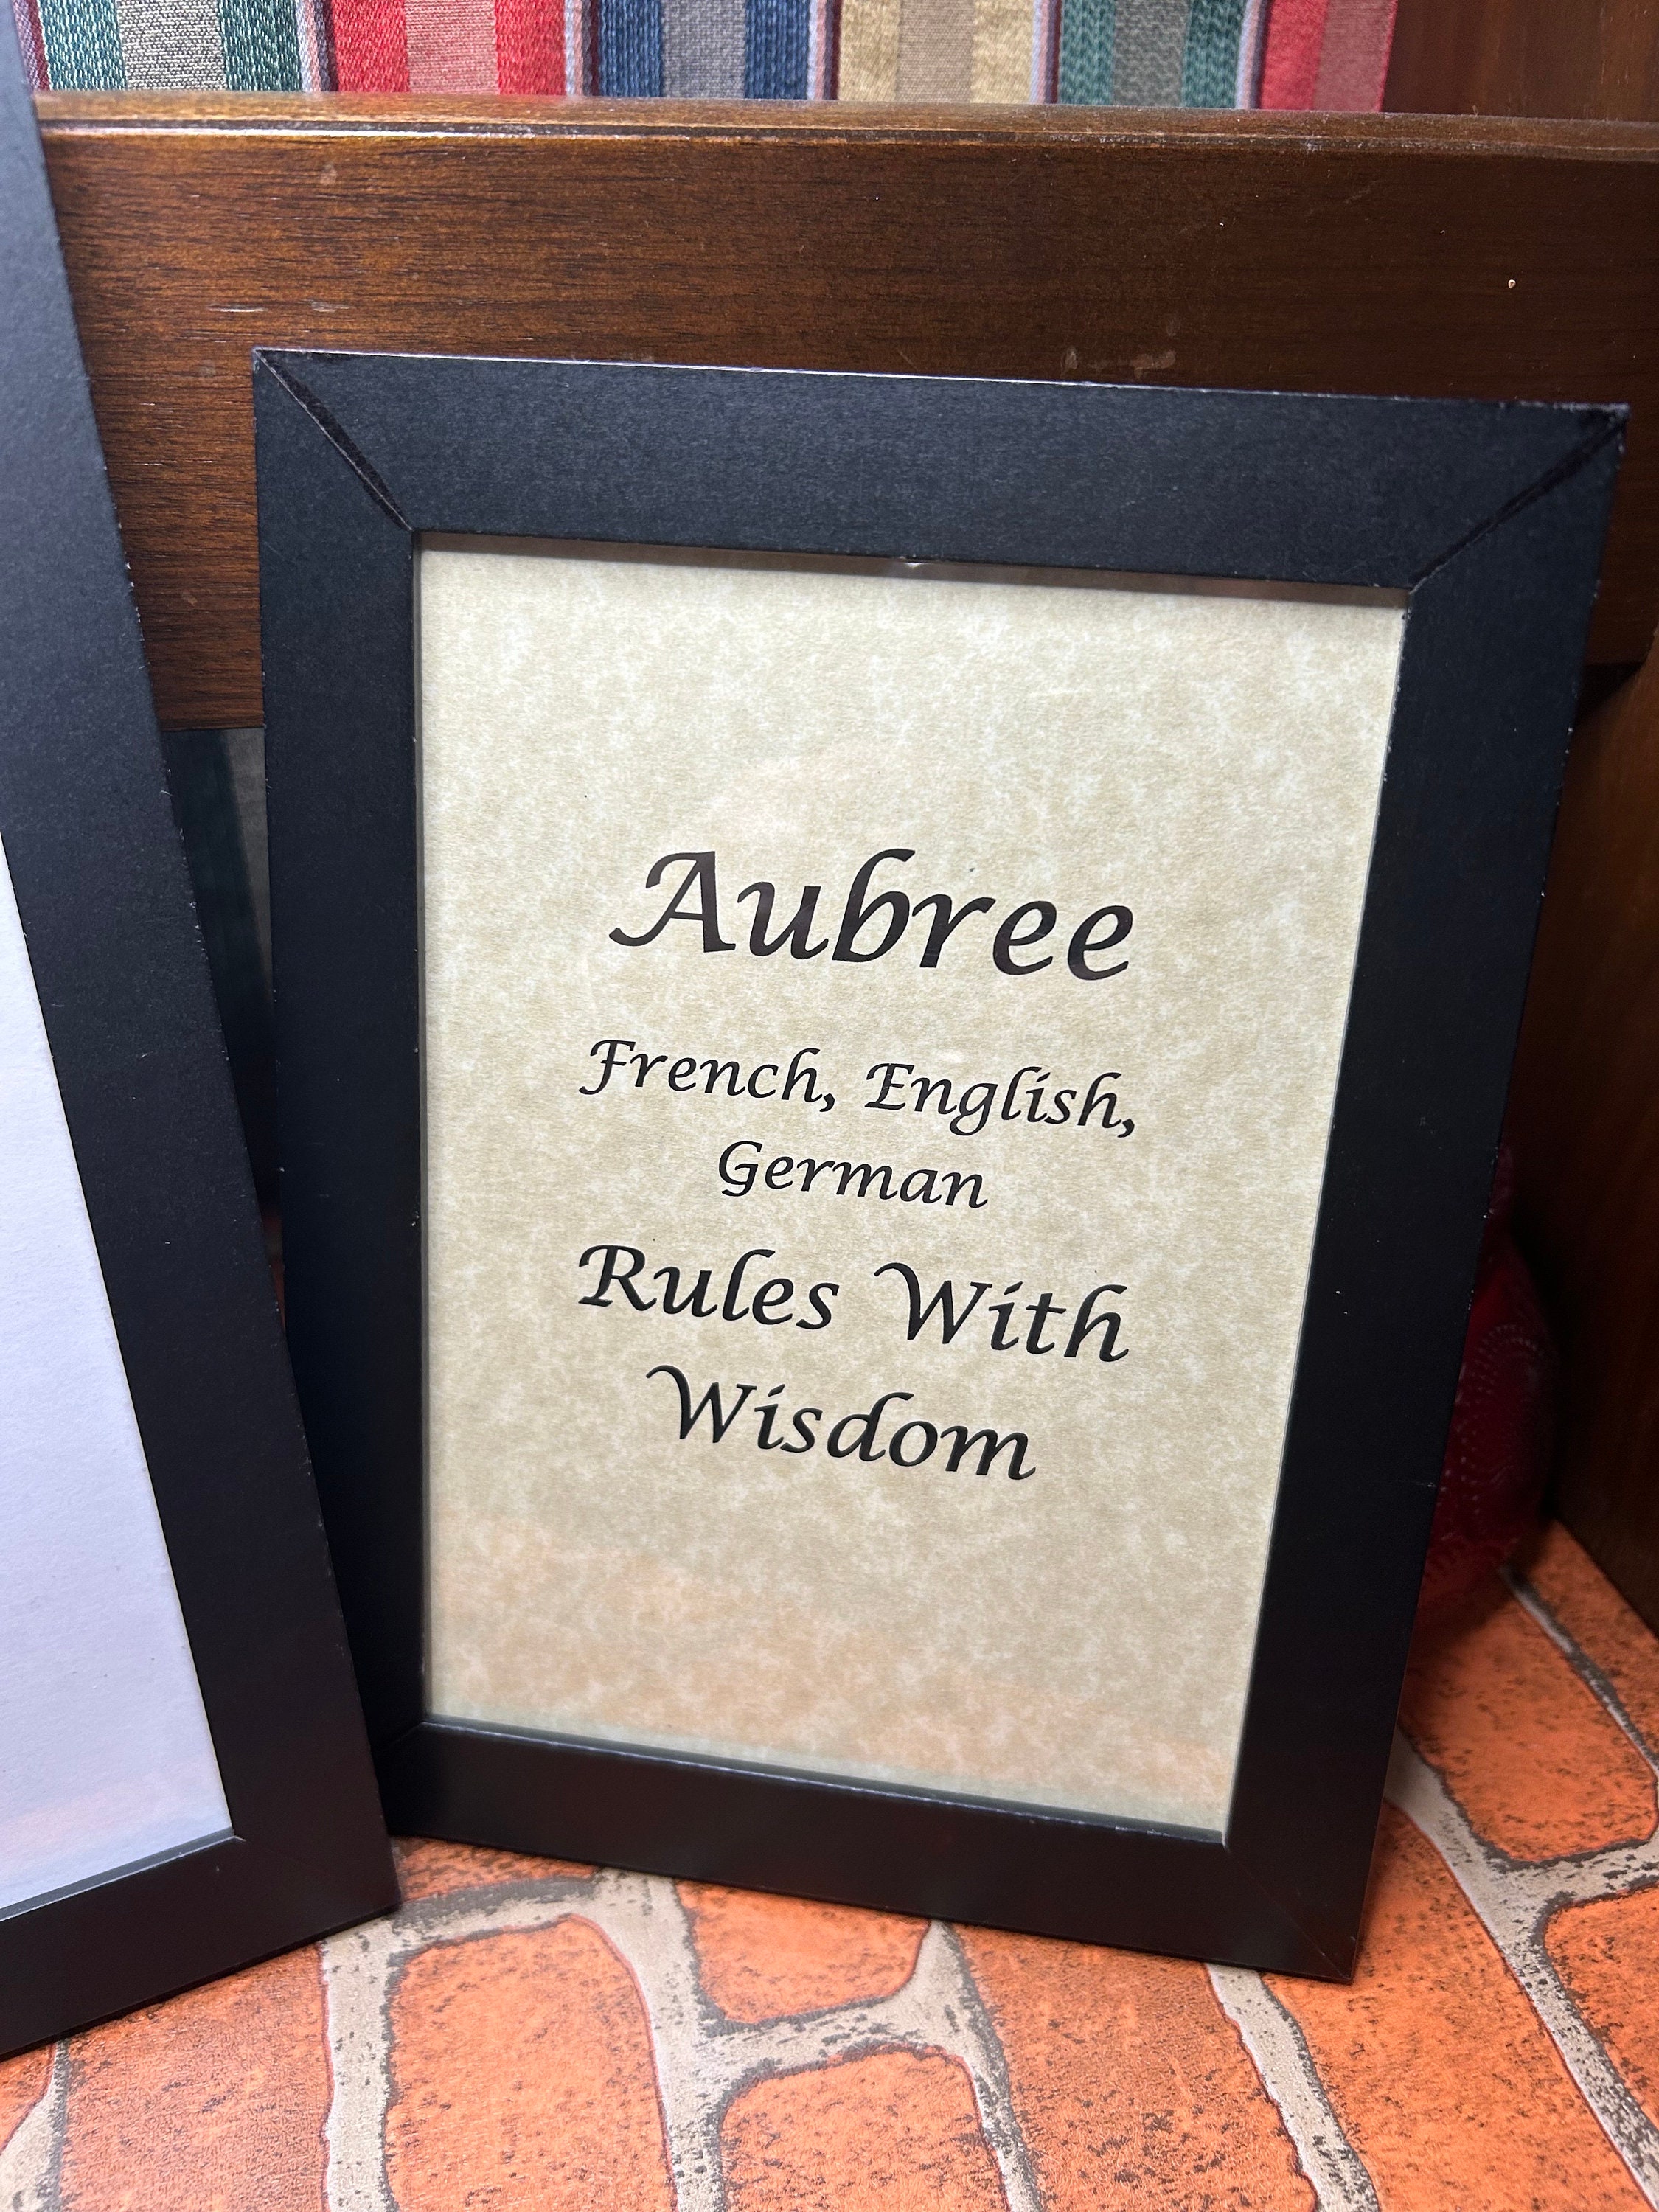 Aubree
French, English,
German
Rules With
Wisdom